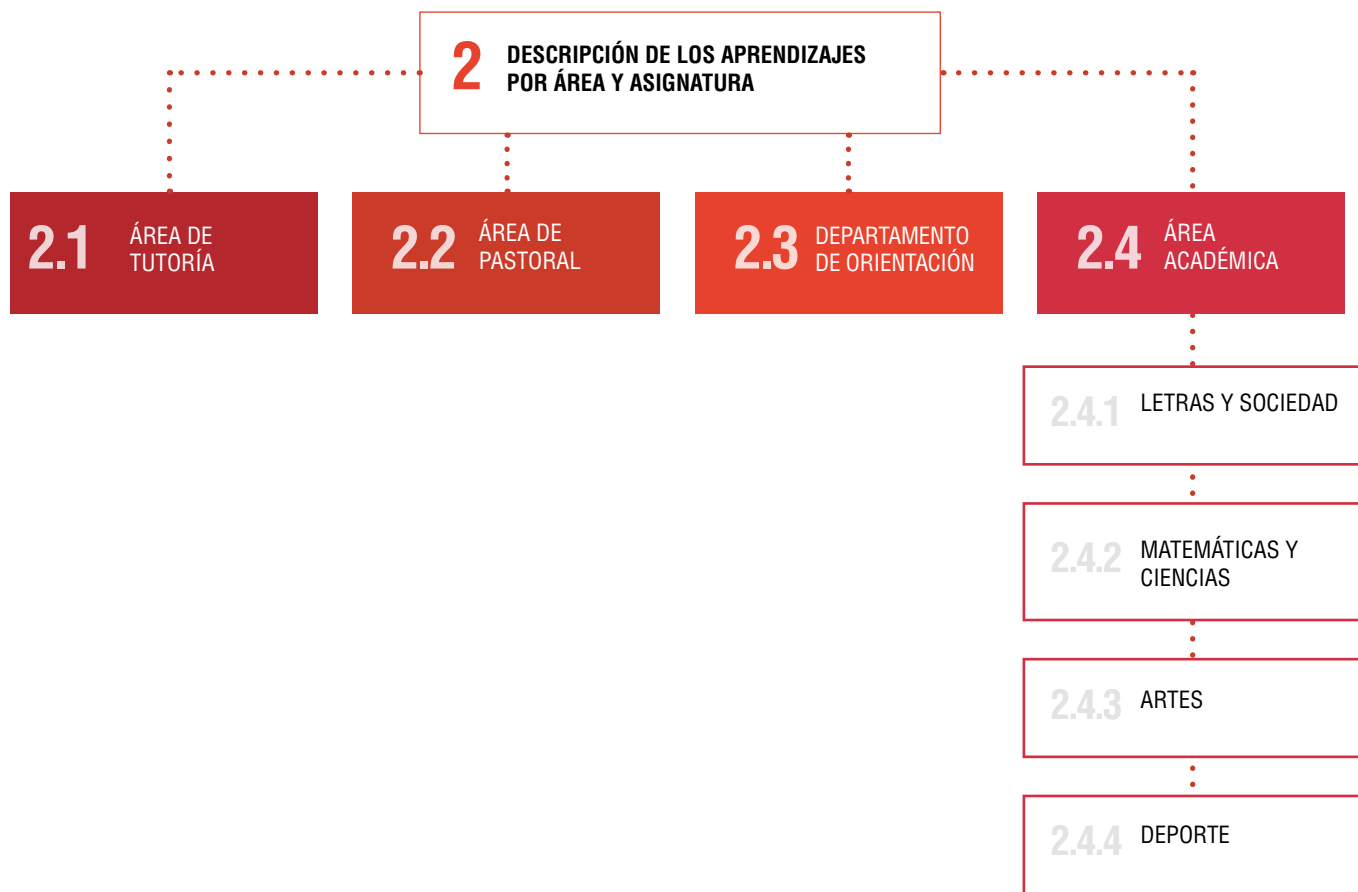 2 DESCRIPCIÓN DE LOS APRENDIZAJES
POR ÁREA Y ASIGNATURA
2.1 ÁREA DE
TUTORÍA
2.2 ÁREA DE
PASTORAL
2.3 DEPARTAMENTO
DE ORIENTACIÓN
2.4 ÁREA
ACADÉMICA
2.4.1 LETRAS Y SOCIEDAD
2.4.2 MATEMÁTICAS Y
CIENCIAS
2.4.3 ARTES
2.4.4 DEPORTE